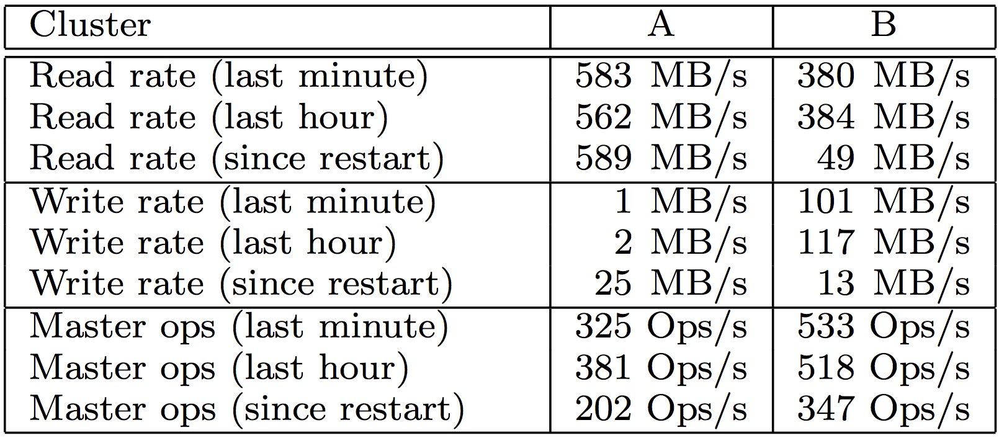 Cluster A B
Read rate (last minute) 583 MB/s 380 MB/s
Read rate (last hour) 562 MB/s 384 MB/s
Read rate (since restart) 589 MB/s 49 MB/s
Write rate (last minute) 1 MB/s 101 MB/s
Write rate (last hour) 2 MB/s 117 MB/s
Write rate (since restart) 25 MB/s 13 MB/s
Master ops (last minute) 325 Ops/s 533 Ops/s
Master ops (last hour) 381 Ops/s 518 Ops/s
Master ops (since restart) 202 Ops/s 347 Ops/s